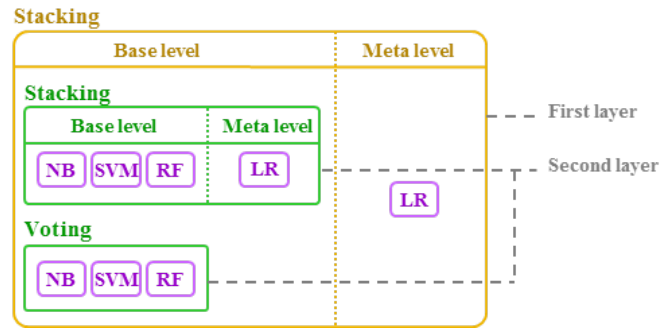 Stacking
Base level Meta level
Stacking
Base level Meta level
First layer
NB SVM RF LR
Second layer
LR
Voting
NB SVM RF